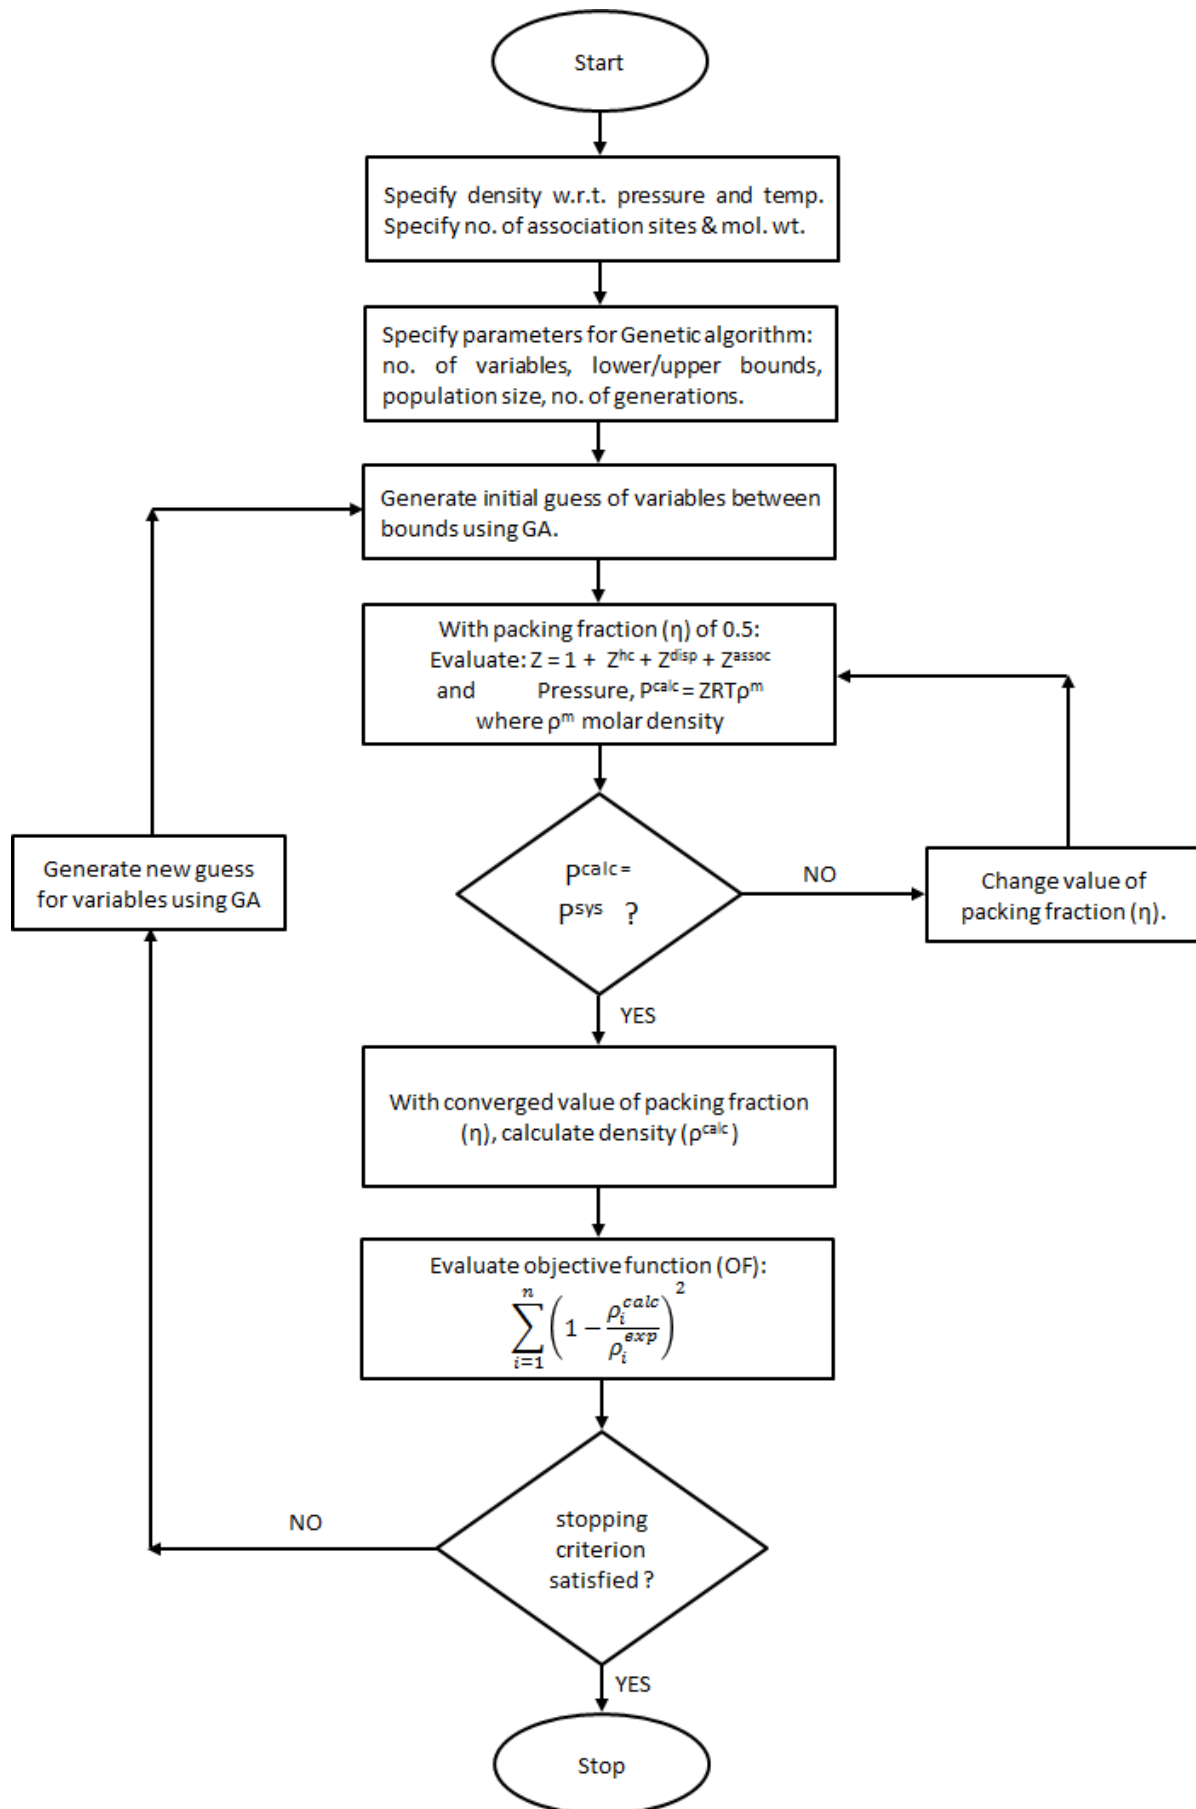 Start
Specify density w.r.t. pressure and temp.
Specify no. of association sites & mol. wt.
Specify parameters for Genetic algorithm:
no. of variables, lower/upper bounds,
population size, no. of generations.
Generate initial guess of variables between
bounds using GA.
With packing fraction (η) of 0.5:
Evaluate: Z = 1 + Z^hc + Z^disp + Z^assoc
and Pressure, P^calc = ZRTρ^m
where ρ^m molar density
Generate new guess
for variables using GA
P^calc =
P^sys ?
NO
Change value of
packing fraction (η).
YES
With converged value of packing fraction
(η), calculate density (ρ^calc)
Evaluate objective function (OF):
\sum_{i=1}^{n} \left(1 - \frac{ρ_i^{calc}}{ρ_i^{exp}}\right)^2
NO
stopping
criterion
satisfied ?
YES
Stop